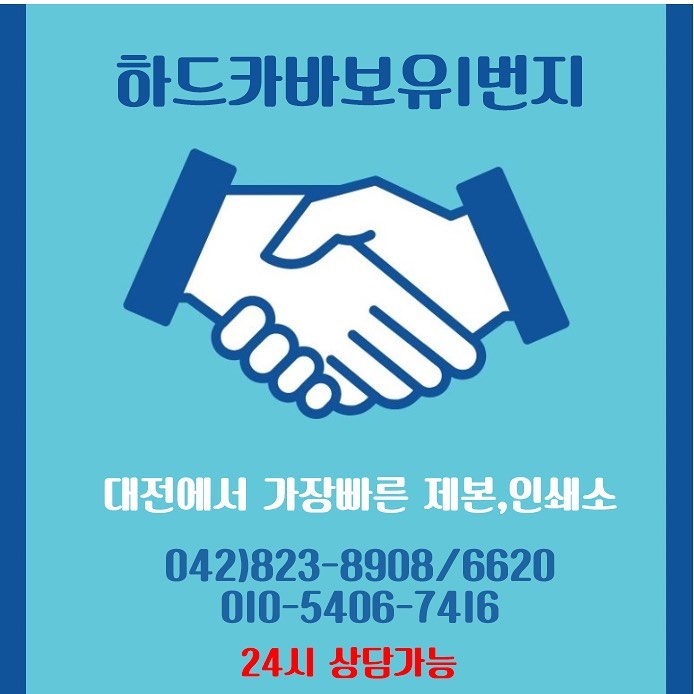 하드카바보유1번지
대전에서 가장빠른 제본,인쇄소
042)823-8908/6620
010-5406-7416
24시 상담가능